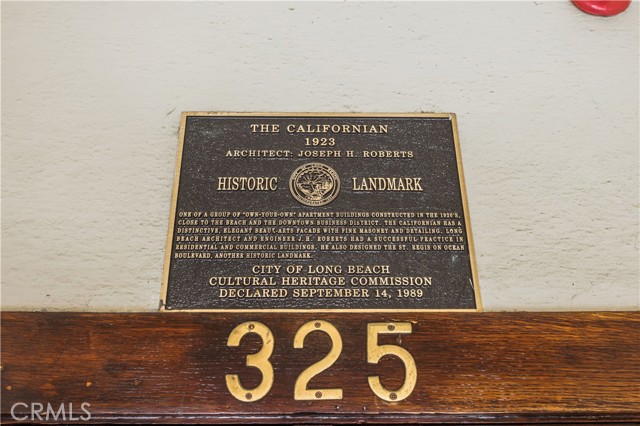 THE CALIFORNIAN
1923
ARCHITECT: JOSEPH H. ROBERTS
HISTORIC LANDMARK
ONE OF A GROUP OF "OWN-YOUR-OWN" APARTMENT BUILDINGS CONSTRUCTED IN THE 1920'S,
CLOSE TO THE BEACH AND THE DOWNTOWN BUSINESS DISTRICT. THE CALIFORNIAN HAS A
DISTINCTIVE, ELEGANT BEAUX-ARTS FACADE WITH FINE MASONRY AND DETAILING. LONG
BEACH ARCHITECT AND ENGINEER J.H. ROBERTS HAD A SUCCESSFUL PRACTICE IN
RESIDENTIAL AND COMMERCIAL BUILDINGS. HE ALSO DESIGNED THE ST. REGIS ON OCEAN
BOULEVARD, ANOTHER HISTORIC LANDMARK.
CITY OF LONG BEACH
CULTURAL HERITAGE COMMISSION
DECLARED SEPTEMBER 14, 1989
325
CRMLS